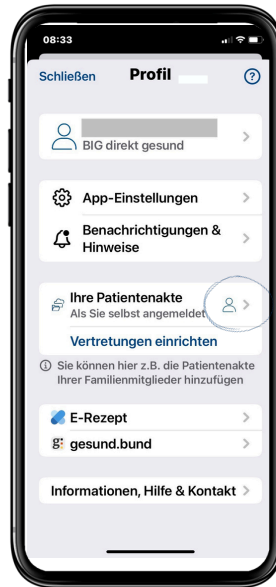 08:33
Schließen Profil ?
BIG direkt gesund
App-Einstellungen
Benachrichtigungen &
Hinweise
Ihre Patientenakte
Als Sie selbst angemeldet
Vertretungen einrichten
Sie können hier z.B. die Patientenakte
Ihrer Familienmitglieder hinzufügen
E-Rezept
g: gesund.bund
Informationen, Hilfe & Kontakt